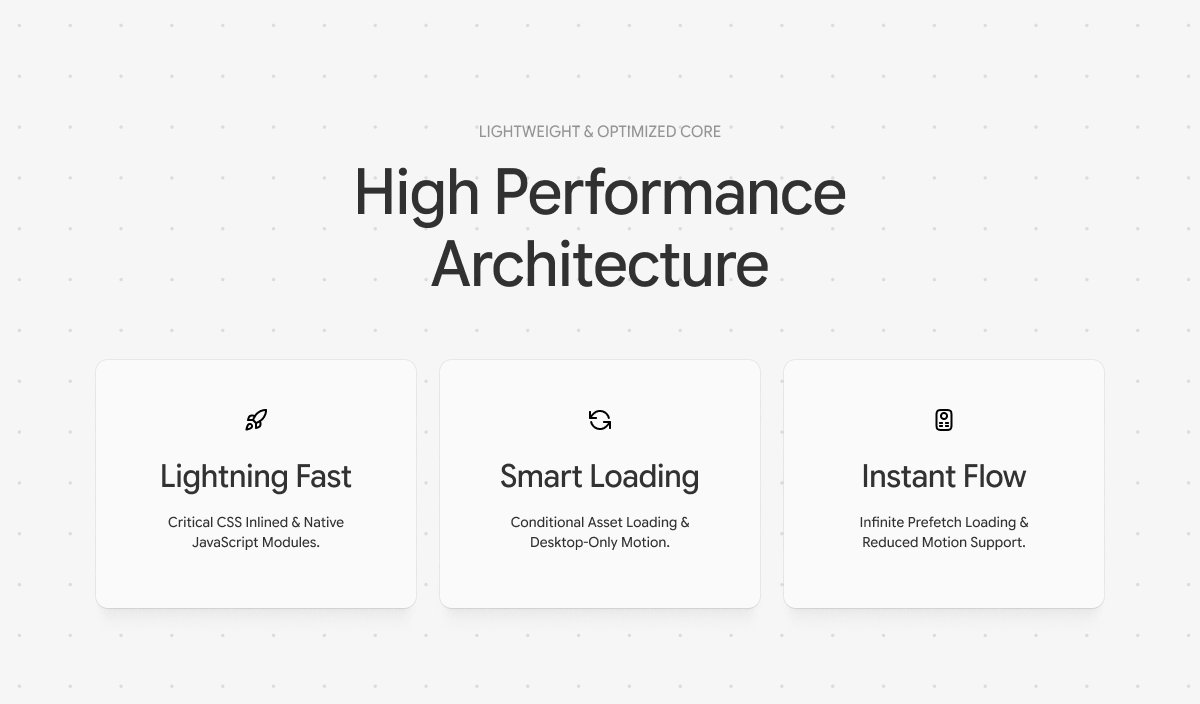 LIGHTWEIGHT & OPTIMIZED CORE
High Performance
Architecture
Lightning Fast
Critical CSS Inlined & Native
JavaScript Modules.
Smart Loading
Conditional Asset Loading &
Desktop-Only Motion.
Instant Flow
Infinite Prefetch Loading &
Reduced Motion Support.